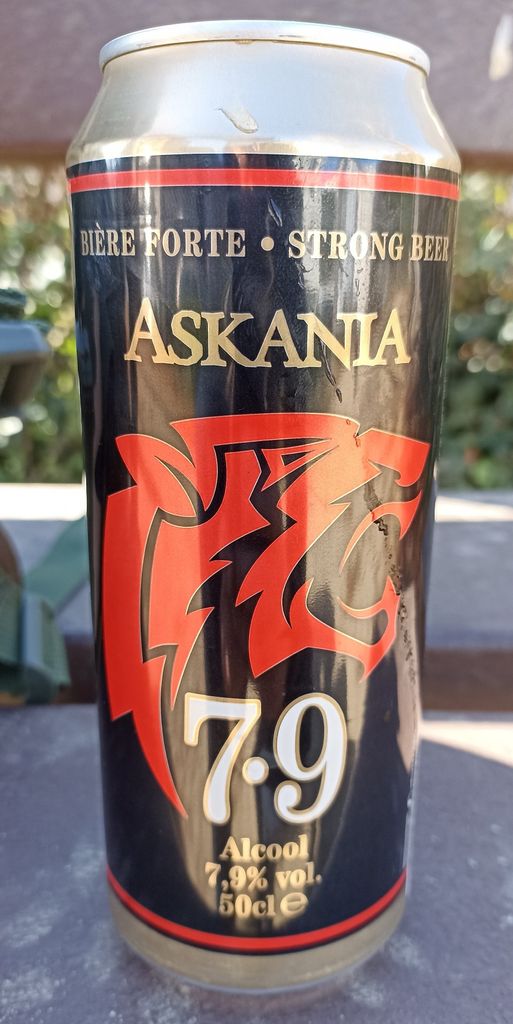 BIÈRE FORTE • STRONG BEER
ASKANIA
7.9
Alcool
7,9% vol.
50cl ℮